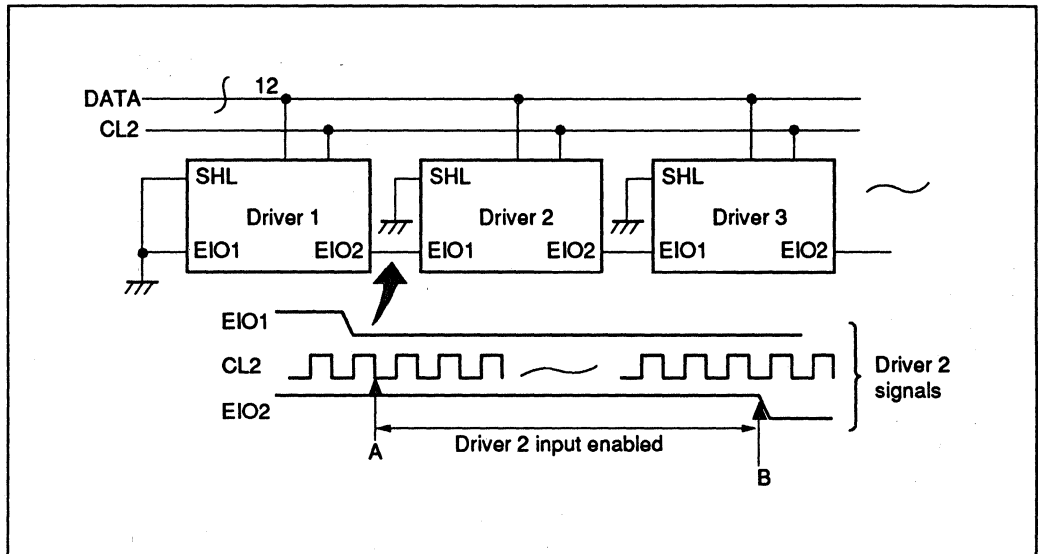 12
DATA
CL2
SHL SHL SHL
Driver 1 Driver 2 Driver 3
EIO1 EIO2 EIO1 EIO2 EIO1 EIO2
EIO1
CL2
Driver 2
signals
EIO2
Driver 2 input enabled
A
B